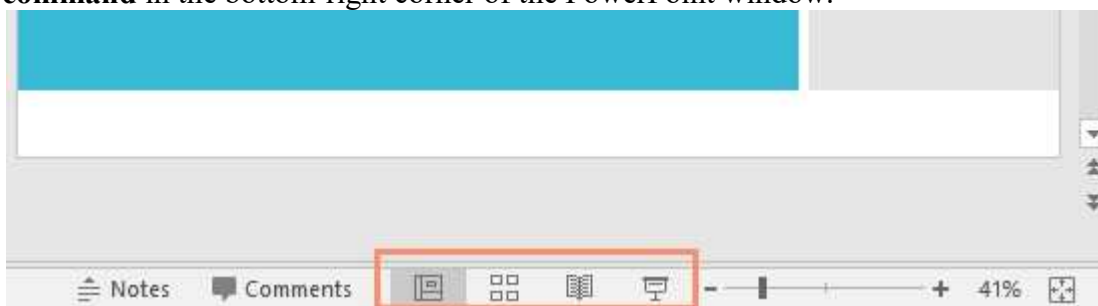 command in the bottom-right corner of the PowerPoint window.
Notes Comments 41%